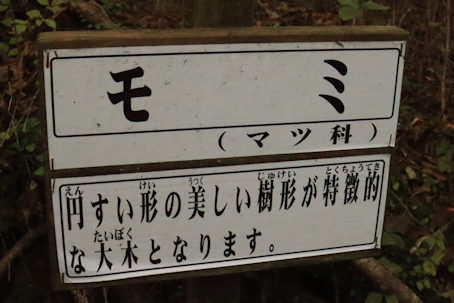 モミ
(マツ科)
円すい形の美しい樹形が特徴的
な大木となります。